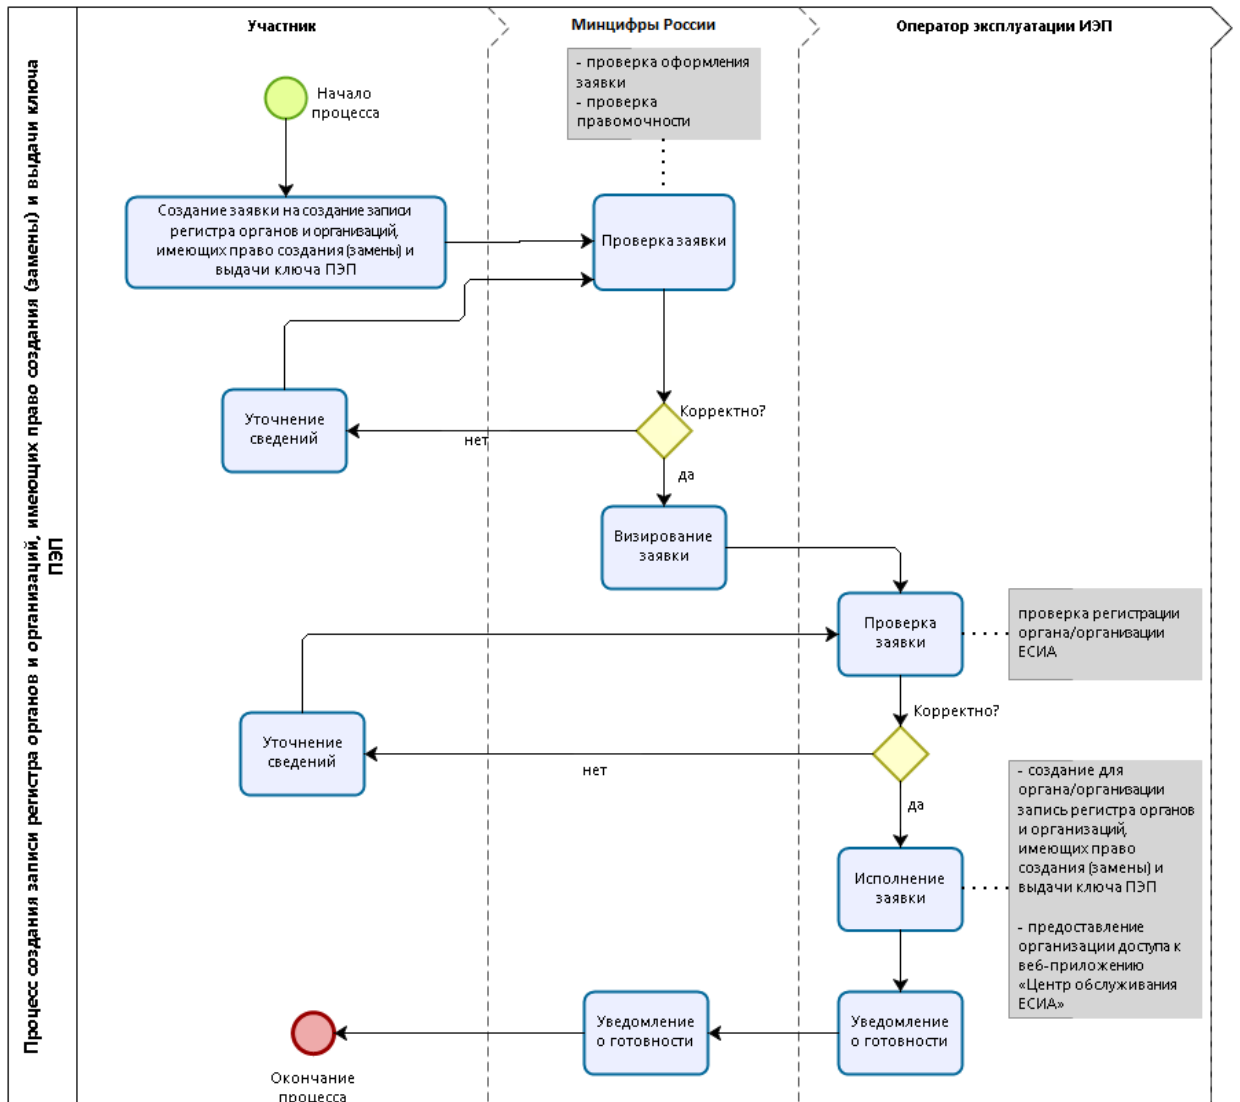 Процесс создания записи регистра органов и организаций, имеющих право создания (замены) и выдачи ключа
ПЭП
Участник
Минцифры России
Оператор эксплуатации ИЭП
Начало
процесса
- проверка оформления
заявки
- проверка
правомочности
Создание заявки на создание записи
регистра органов и организаций,
имеющих право создания (замены) и
выдачи ключа ПЭП
Проверка заявки
Корректно?
нет
Уточнение
сведений
да
Визирование
заявки
Проверка
заявки
проверка регистрации
органа/организации
ЕСИА
Корректно?
нет
Уточнение
сведений
да
- создание для
органа/организации
запись регистра органов
и организаций,
имеющих право
создания (замены) и
выдачи ключа ПЭП
Исполнение
заявки
- предоставление
организации доступа к
веб-приложению
«Центр обслуживания
ЕСИА»
Уведомление
о готовности
Уведомление
о готовности
Окончание
процесса